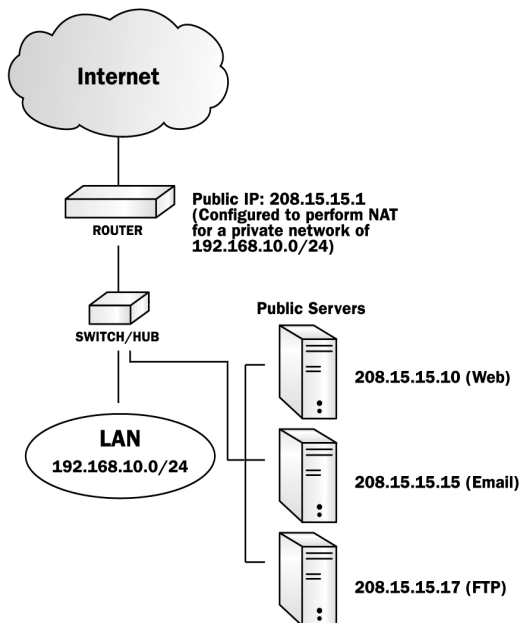 Internet
Public IP: 208.15.15.1
(Configured to perform NAT
for a private network of
192.168.10.0/24)
ROUTER
Public Servers
SWITCH/HUB
208.15.15.10 (Web)
LAN
192.168.10.0/24
208.15.15.15 (Email)
208.15.15.17 (FTP)